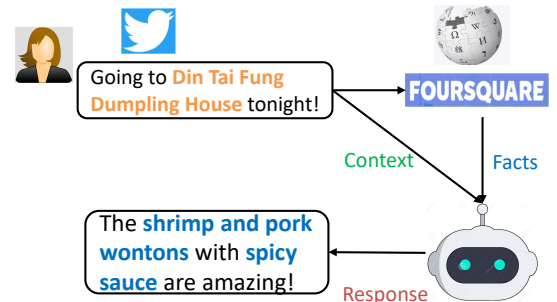 Going to Din Tai Fung
Dumpling House tonight!
FOURSQUARE
Context
Facts
The shrimp and pork
wontons with spicy
sauce are amazing!
Response